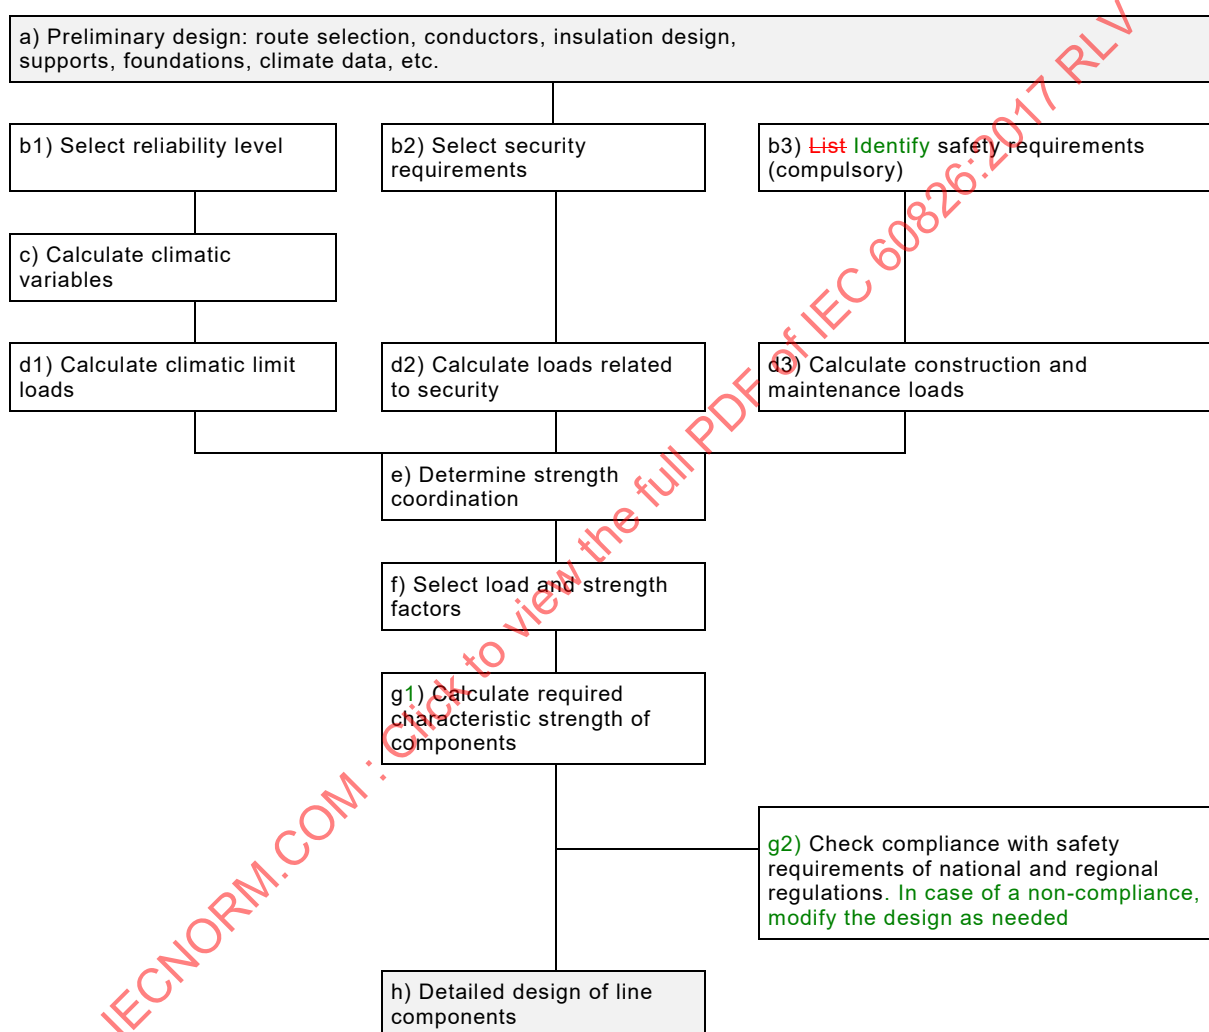 a) Preliminary design: route selection, conductors, insulation design,
supports, foundations, climate data, etc.
b1) Select reliability level
b2) Select security
requirements
b3) List Identify safety requirements
(compulsory)
c) Calculate climatic
variables
d1) Calculate climatic limit
loads
d2) Calculate loads related
to security
d3) Calculate construction and
maintenance loads
e) Determine strength
coordination
f) Select load and strength
factors
g1) Calculate required
characteristic strength of
components
g2) Check compliance with safety
requirements of national and regional
regulations. In case of a non-compliance,
modify the design as needed
h) Detailed design of line
components
IECNORM.COM : Click to view the full PDF of IEC 60826:2017 RLV